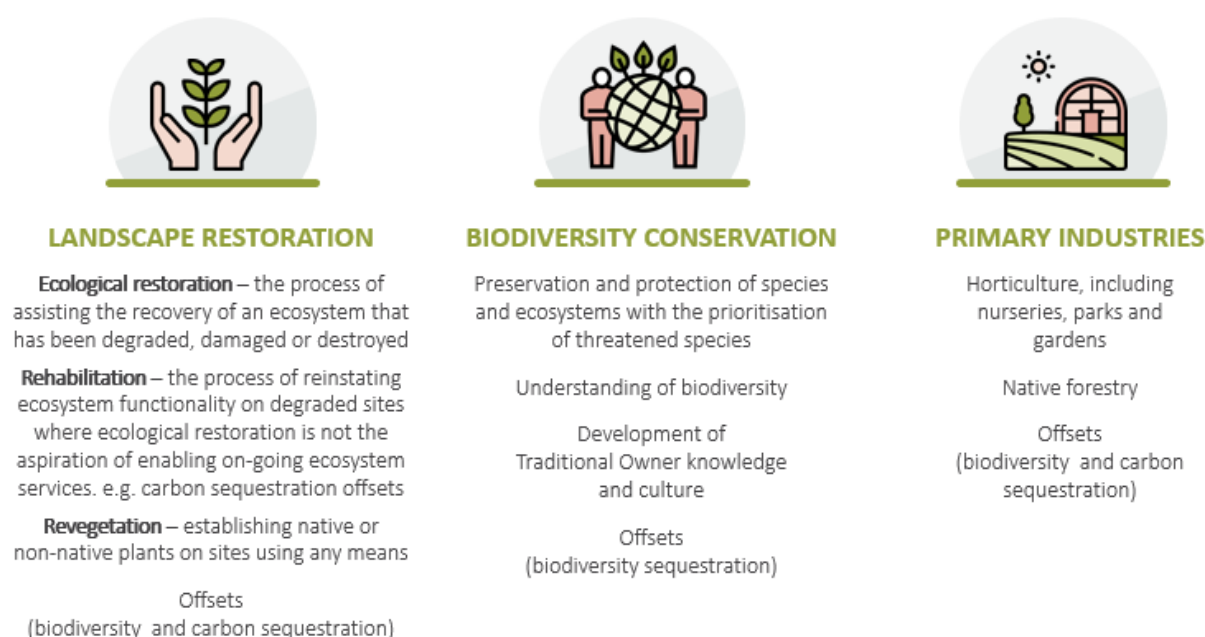 LANDSCAPE RESTORATION
Ecological restoration – the process of
assisting the recovery of an ecosystem that
has been degraded, damaged or destroyed
Rehabilitation – the process of reinstating
ecosystem functionality on degraded sites
where ecological restoration is not the
aspiration of enabling on-going ecosystem
services. e.g. carbon sequestration offsets
Revegetation – establishing native or
non-native plants on sites using any means
Offsets
(biodiversity and carbon sequestration)
BIODIVERSITY CONSERVATION
Preservation and protection of species
and ecosystems with the prioritisation
of threatened species
Understanding of biodiversity
Development of
Traditional Owner knowledge
and culture
Offsets
(biodiversity sequestration)
PRIMARY INDUSTRIES
Horticulture, including
nurseries, parks and
gardens
Native forestry
Offsets
(biodiversity and carbon
sequestration)